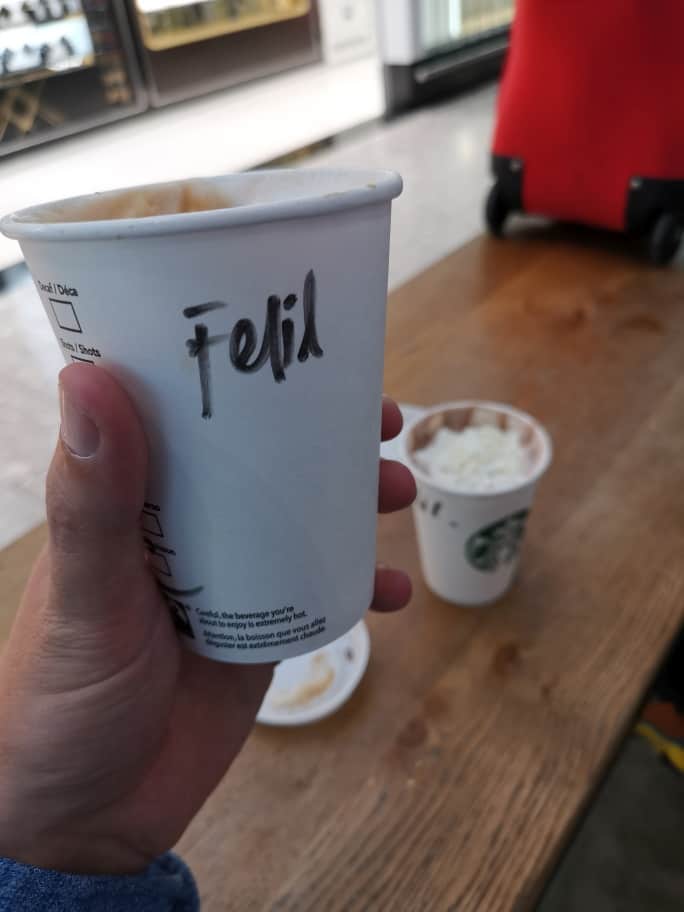 Decaf / Déca
Shots / Shots
Felil
Careful, the beverage you're
about to enjoy is extremely hot.
Attention, la boisson que vous allez
déguster est extrêmement chaude